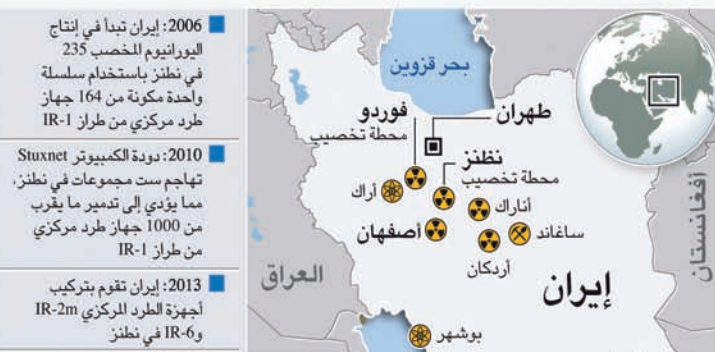 2006: إيران تبدأ في إنتاج
اليورانيوم المخصب 235
في نطنز باستخدام سلسلة
واحدة مكونة من 164 جهاز
طرد مركزي من طراز IR-1
2010: دودة الكمبيوتر Stuxnet
تهاجم ست مجموعات في نطنز،
مما يؤدي إلى تدمير ما يقرب
من 1000 جهاز طرد مركزي
من طراز IR-1
2013: إيران تقوم بتركيب
أجهزة الطرد المركزي IR-2m
وIR-6 في نطنز
بحر قزوين
طهران
فوردو
محطة تخصيب
نظنز
محطة تخصيب
أراك
أناراك
ساغاند
أصفهان
أردكان
إيران
العراق
أفغانستان
بوشهر